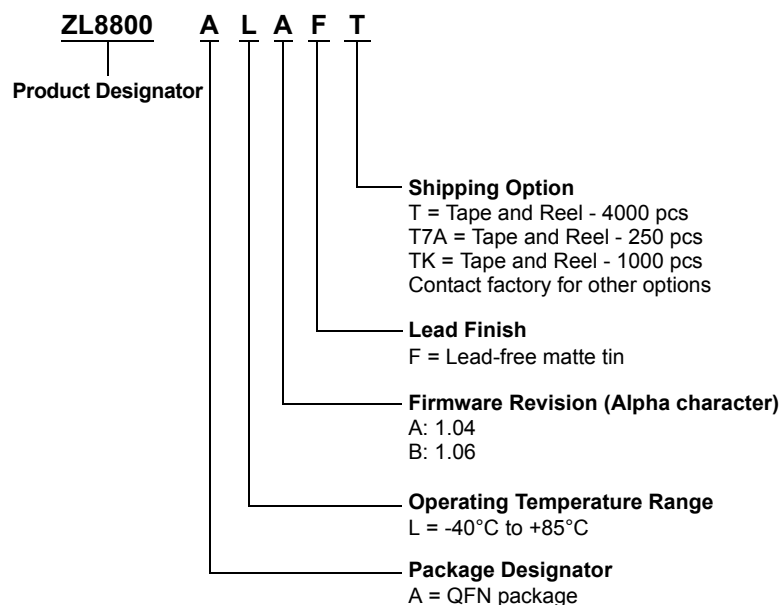 ZL8800 A L A F T
Product Designator
Shipping Option
T = Tape and Reel - 4000 pcs
T7A = Tape and Reel - 250 pcs
TK = Tape and Reel - 1000 pcs
Contact factory for other options
Lead Finish
F = Lead-free matte tin
Firmware Revision (Alpha character)
A: 1.04
B: 1.06
Operating Temperature Range
L = -40°C to +85°C
Package Designator
A = QFN package